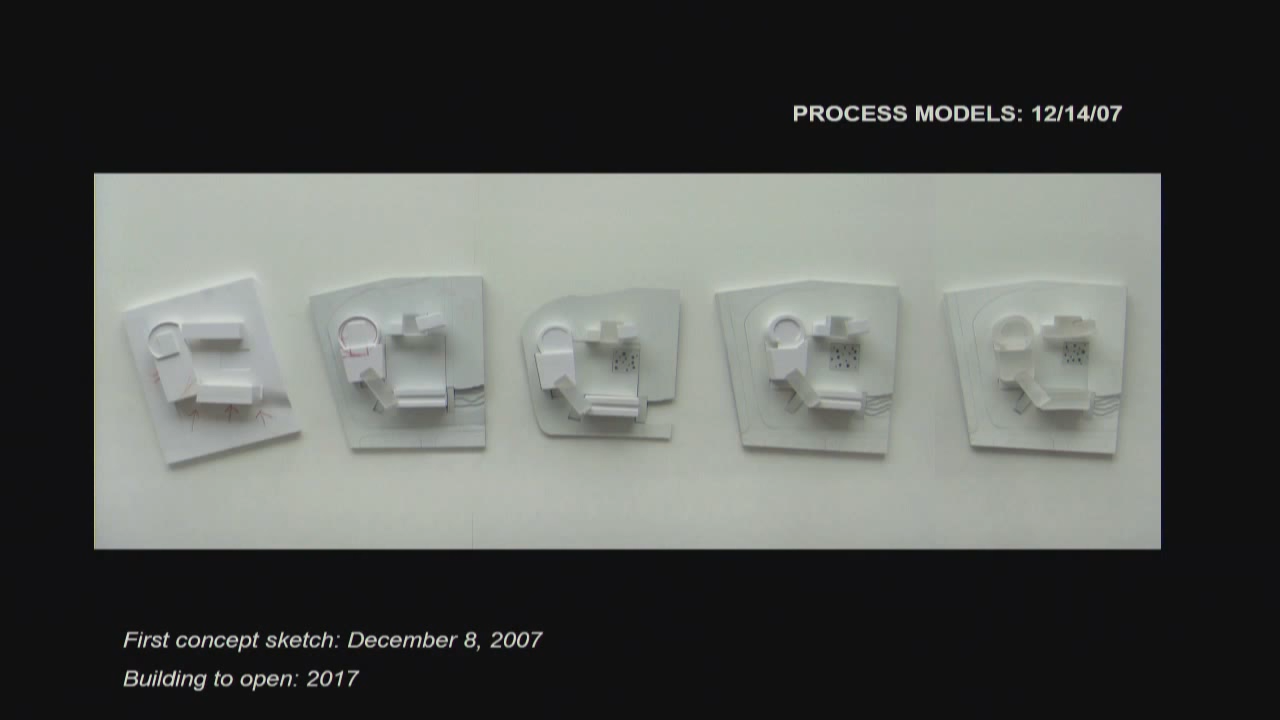 PROCESS MODELS: 12/14/07
First concept sketch: December 8, 2007
Building to open: 2017